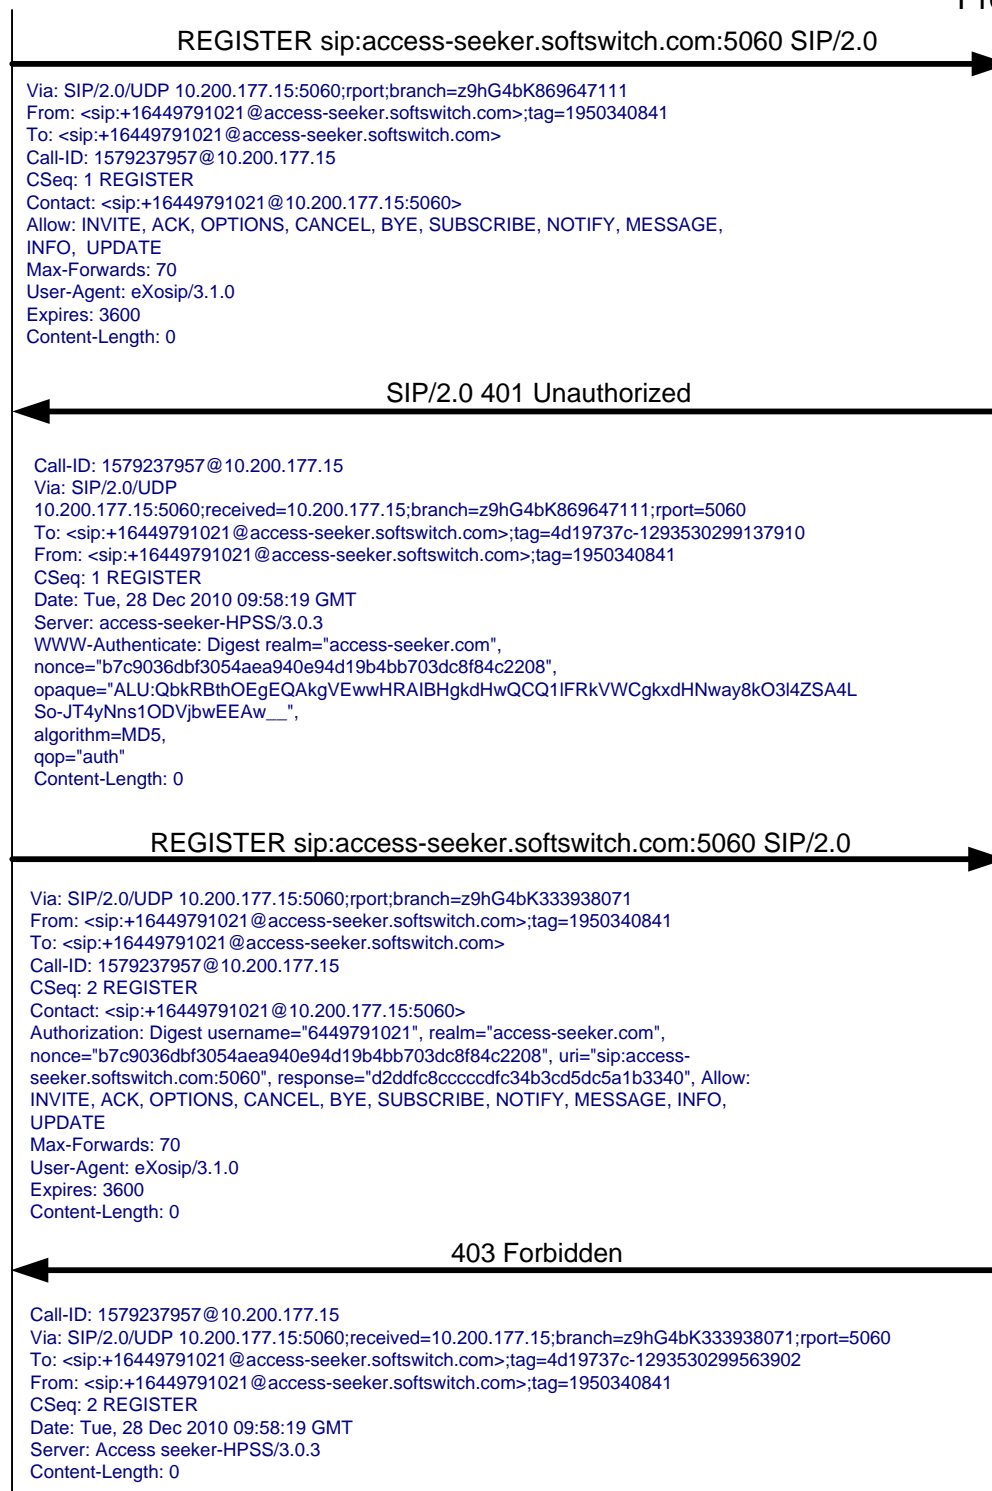 REGISTER sip:access-seeker.softswitch.com:5060 SIP/2.0
Via: SIP/2.0/UDP 10.200.177.15:5060;rport;branch=z9hG4bK869647111
From: <sip:+16449791021@access-seeker.softswitch.com>;tag=1950340841
To: <sip:+16449791021@access-seeker.softswitch.com>
Call-ID: 1579237957@10.200.177.15
CSeq: 1 REGISTER
Contact: <sip:+16449791021@10.200.177.15:5060>
Allow: INVITE, ACK, OPTIONS, CANCEL, BYE, SUBSCRIBE, NOTIFY, MESSAGE,
INFO,  UPDATE
Max-Forwards: 70
User-Agent: eXosip/3.1.0
Expires: 3600
Content-Length: 0
SIP/2.0 401 Unauthorized
Call-ID: 1579237957@10.200.177.15
Via: SIP/2.0/UDP
10.200.177.15:5060;received=10.200.177.15;branch=z9hG4bK869647111;rport=5060
To: <sip:+16449791021@access-seeker.softswitch.com>;tag=4d19737c-1293530299137910
From: <sip:+16449791021@access-seeker.softswitch.com>;tag=1950340841
CSeq: 1 REGISTER
Date: Tue, 28 Dec 2010 09:58:19 GMT
Server: access-seeker-HPSS/3.0.3
WWW-Authenticate: Digest realm="access-seeker.com",
nonce="b7c9036dbf3054aea940e94d19b4bb703dc8f84c2208",
opaque="ALU:QbkRBthOEgEQAkgVEwwHRAIBHgkdHwQCQ1lFRkVWCgkxdHNway8kO3l4ZSA4L
So-JT4yNns1ODVjbwEEAw__",
algorithm=MD5,
qop="auth"
Content-Length: 0
REGISTER sip:access-seeker.softswitch.com:5060 SIP/2.0
Via: SIP/2.0/UDP 10.200.177.15:5060;rport;branch=z9hG4bK333938071
From: <sip:+16449791021@access-seeker.softswitch.com>;tag=1950340841
To: <sip:+16449791021@access-seeker.softswitch.com>
Call-ID: 1579237957@10.200.177.15
CSeq: 2 REGISTER
Contact: <sip:+16449791021@10.200.177.15:5060>
Authorization: Digest username="6449791021", realm="access-seeker.com",
nonce="b7c9036dbf3054aea940e94d19b4bb703dc8f84c2208", uri="sip:access-
seeker.softswitch.com:5060", response="d2ddfc8cccccdfc34b3cd5dc5a1b3340", Allow:
INVITE, ACK, OPTIONS, CANCEL, BYE, SUBSCRIBE, NOTIFY, MESSAGE, INFO,
UPDATE
Max-Forwards: 70
User-Agent: eXosip/3.1.0
Expires: 3600
Content-Length: 0
403 Forbidden
Call-ID: 1579237957@10.200.177.15
Via: SIP/2.0/UDP 10.200.177.15:5060;received=10.200.177.15;branch=z9hG4bK333938071;rport=5060
To: <sip:+16449791021@access-seeker.softswitch.com>;tag=4d19737c-1293530299563902
From: <sip:+16449791021@access-seeker.softswitch.com>;tag=1950340841
CSeq: 2 REGISTER
Date: Tue, 28 Dec 2010 09:58:19 GMT
Server: Access seeker-HPSS/3.0.3
Content-Length: 0